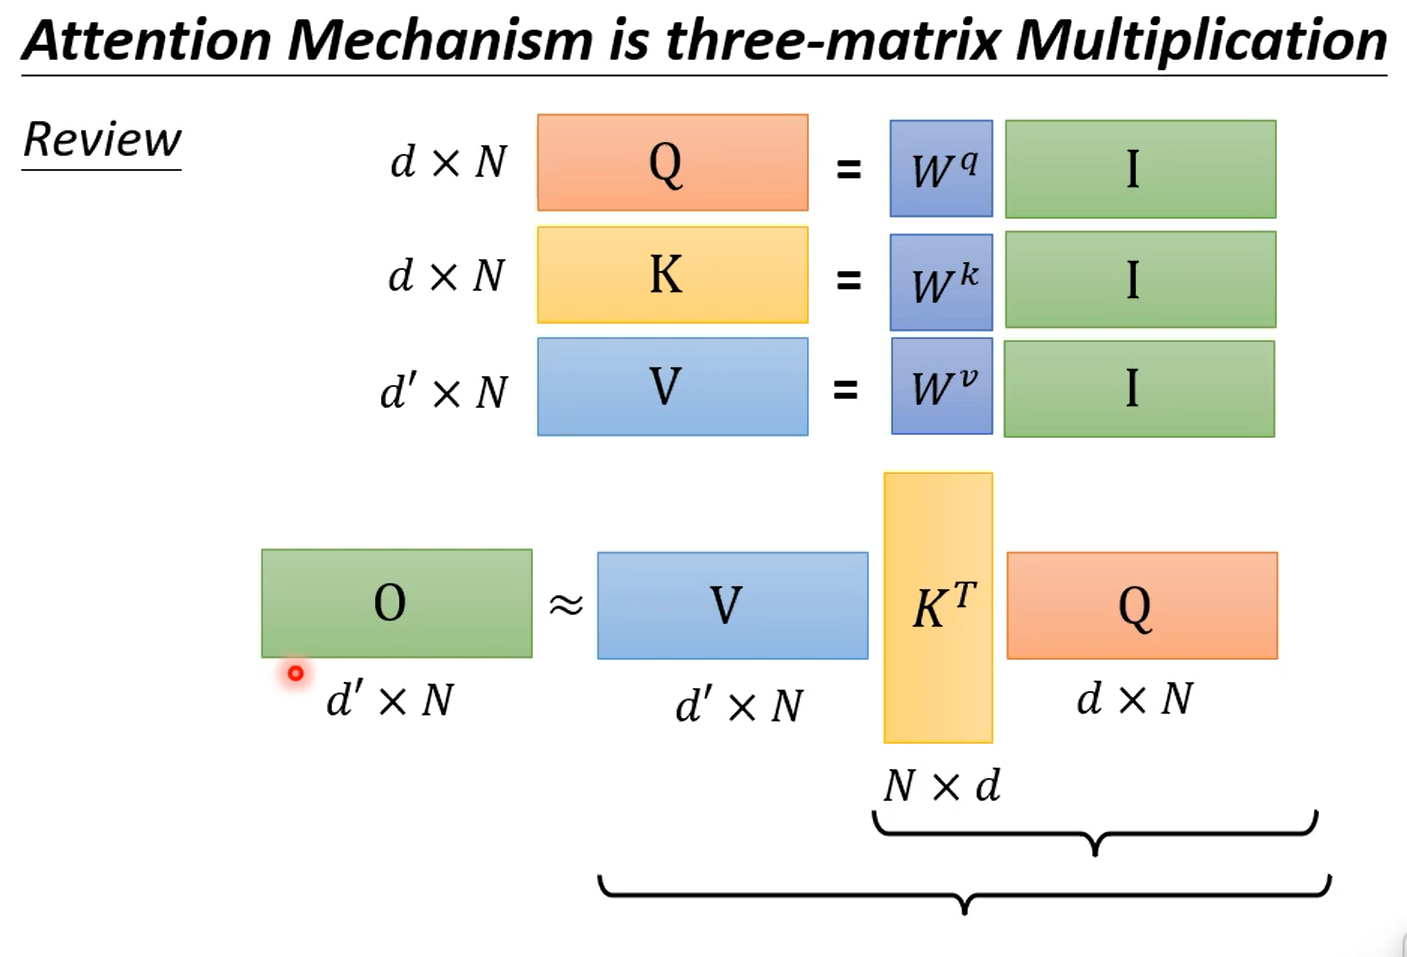 Attention Mechanism is three-matrix Multiplication
Review
d × N Q = W^q I
d × N K = W^k I
d′ × N V = W^v I
O ≈ V K^T Q
d′ × N d′ × N d × N
N × d